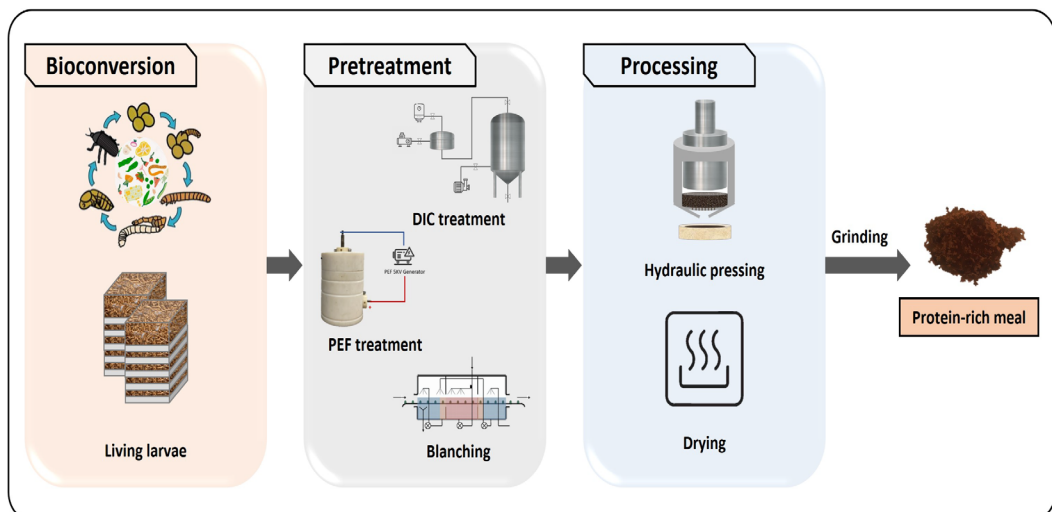 Bioconversion
Living larvae
Pretreatment
DIC treatment
PEF 5KV Generator
PEF treatment
Blanching
Processing
Hydraulic pressing
Drying
Grinding
Protein-rich meal